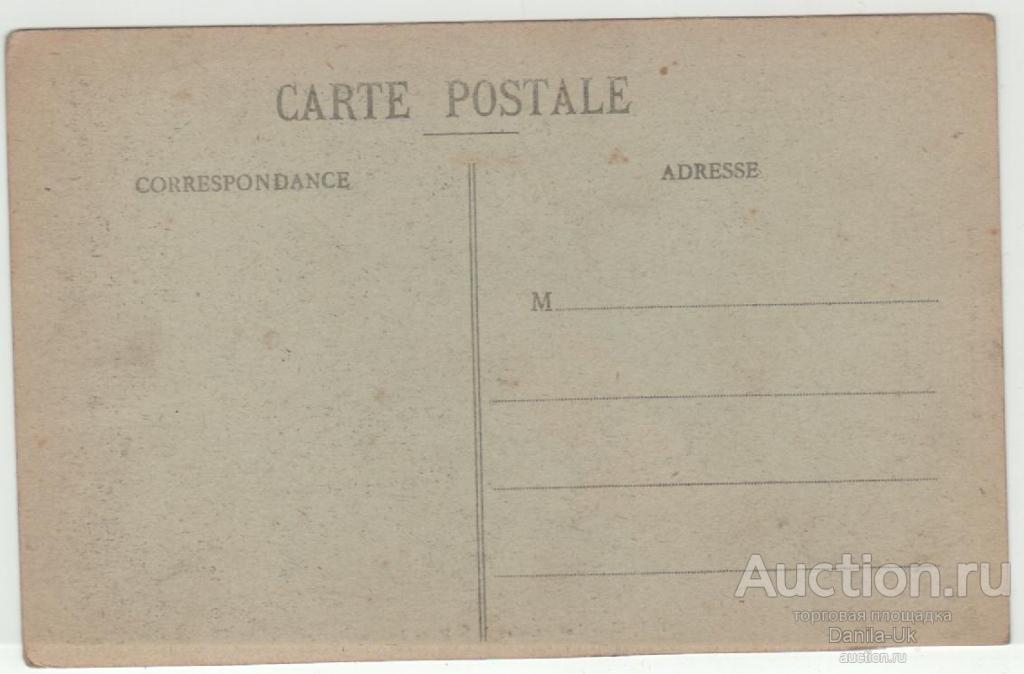 CARTE POSTALE
CORRESPONDANCE
ADRESSE
M
Auction.ru
торговая площадка
Danila-Uk
auction.ru